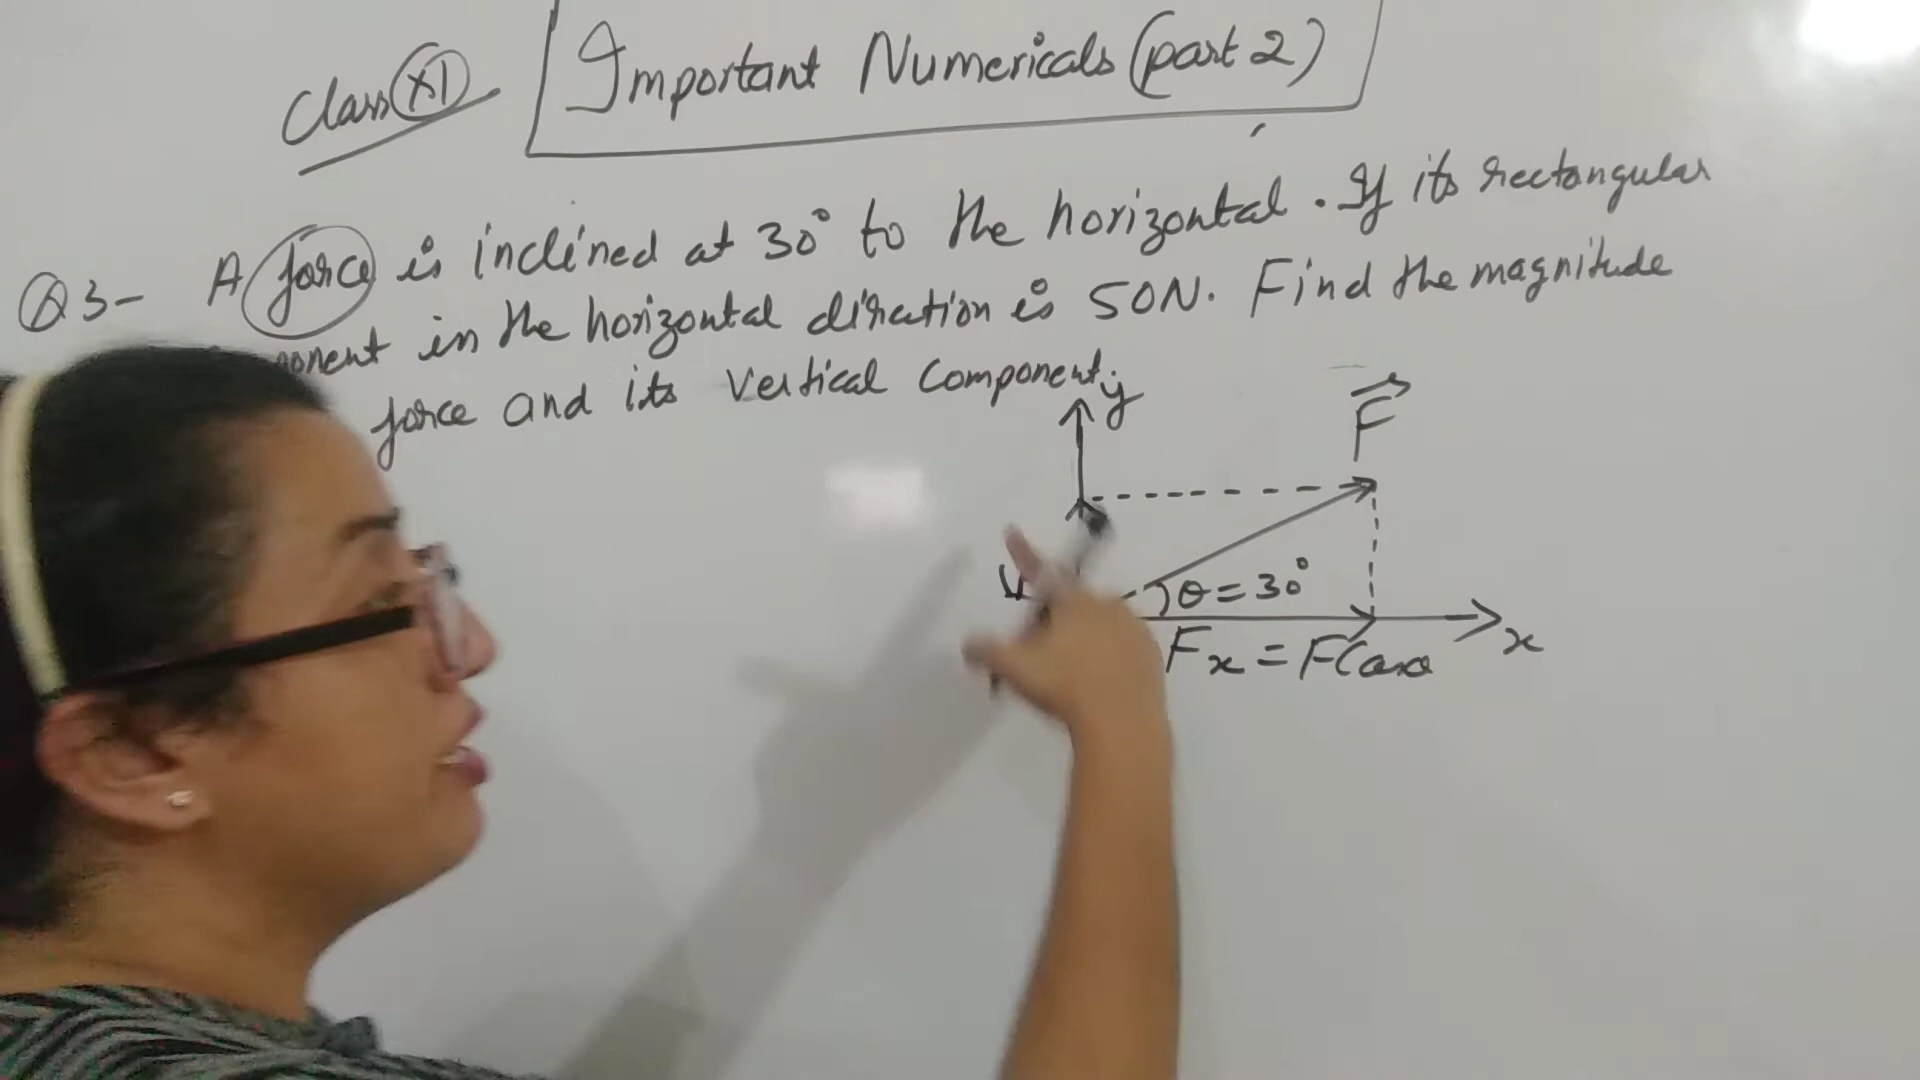 Class XI
Important Numericals (part 2)
Q3- A force is inclined at 30° to the horizontal. If its rectangular
in the horizontal direction is 50N. Find the magnitude
force and its vertical component.
y
F
θ = 30°
x
Fx = FCosθ